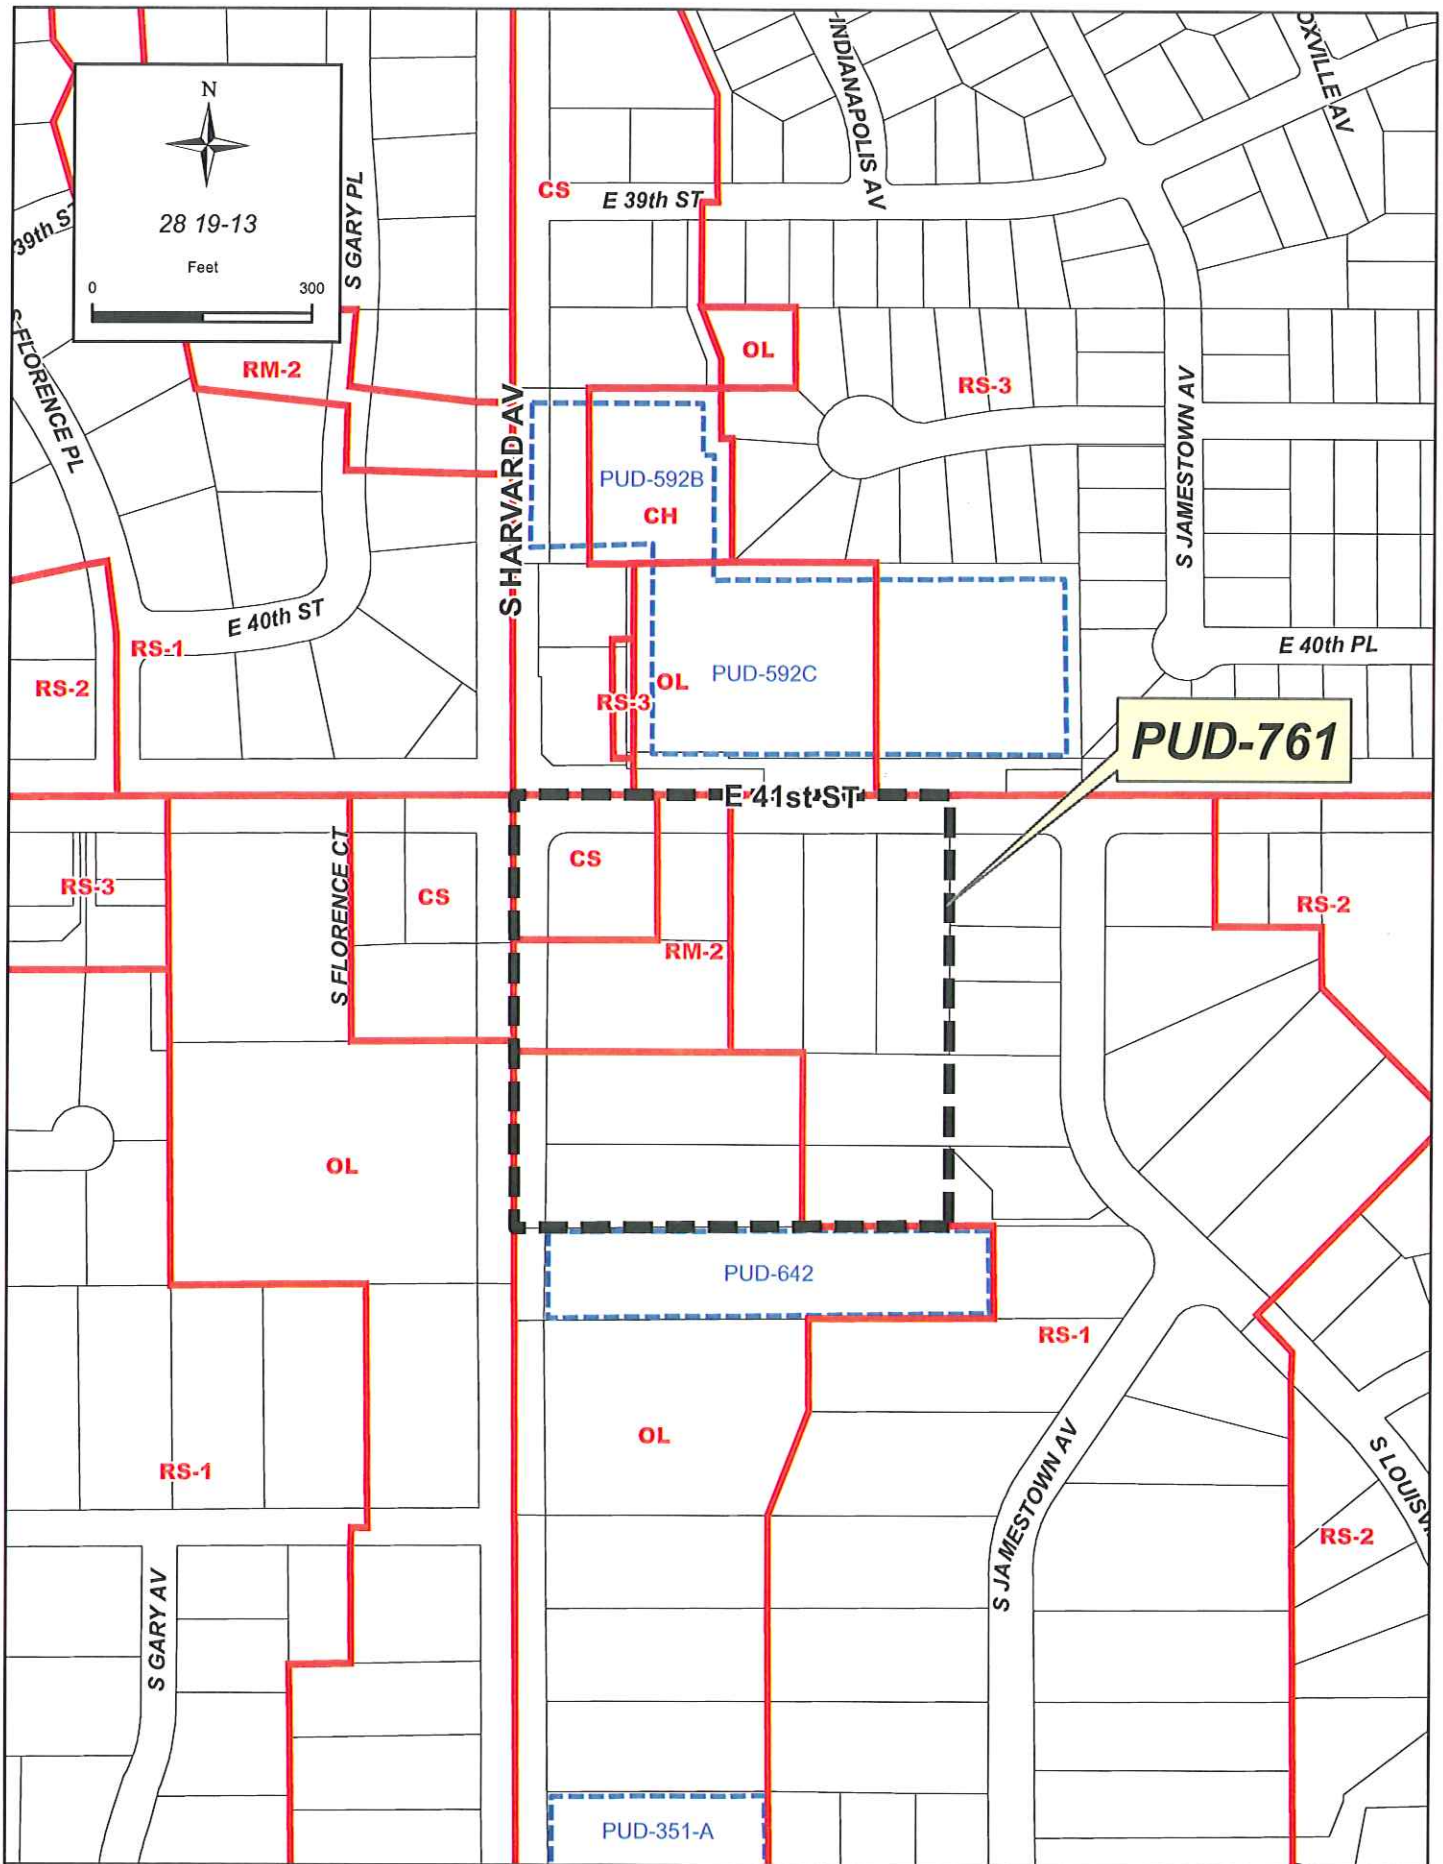 INDIANAPOLIS AV
OXVILLE AV
N
28 19-13
Feet
0
300
39th ST
S GARY PL
CS
E 39th ST
S FLORENCE PL
RM-2
OL
RS-3
S HARVARD AV
S JAMESTOWN AV
PUD-592B
CH
E 40th ST
RS-1
E 40th PL
RS-2
OL
PUD-592C
RS-3
PUD-761
E 41st ST
RS-3
S FLORENCE CT
CS
CS
RS-2
RM-2
OL
PUD-642
RS-1
OL
RS-1
S JAMESTOWN AV
S LOUISV
RS-2
S GARY AV
PUD-351-A